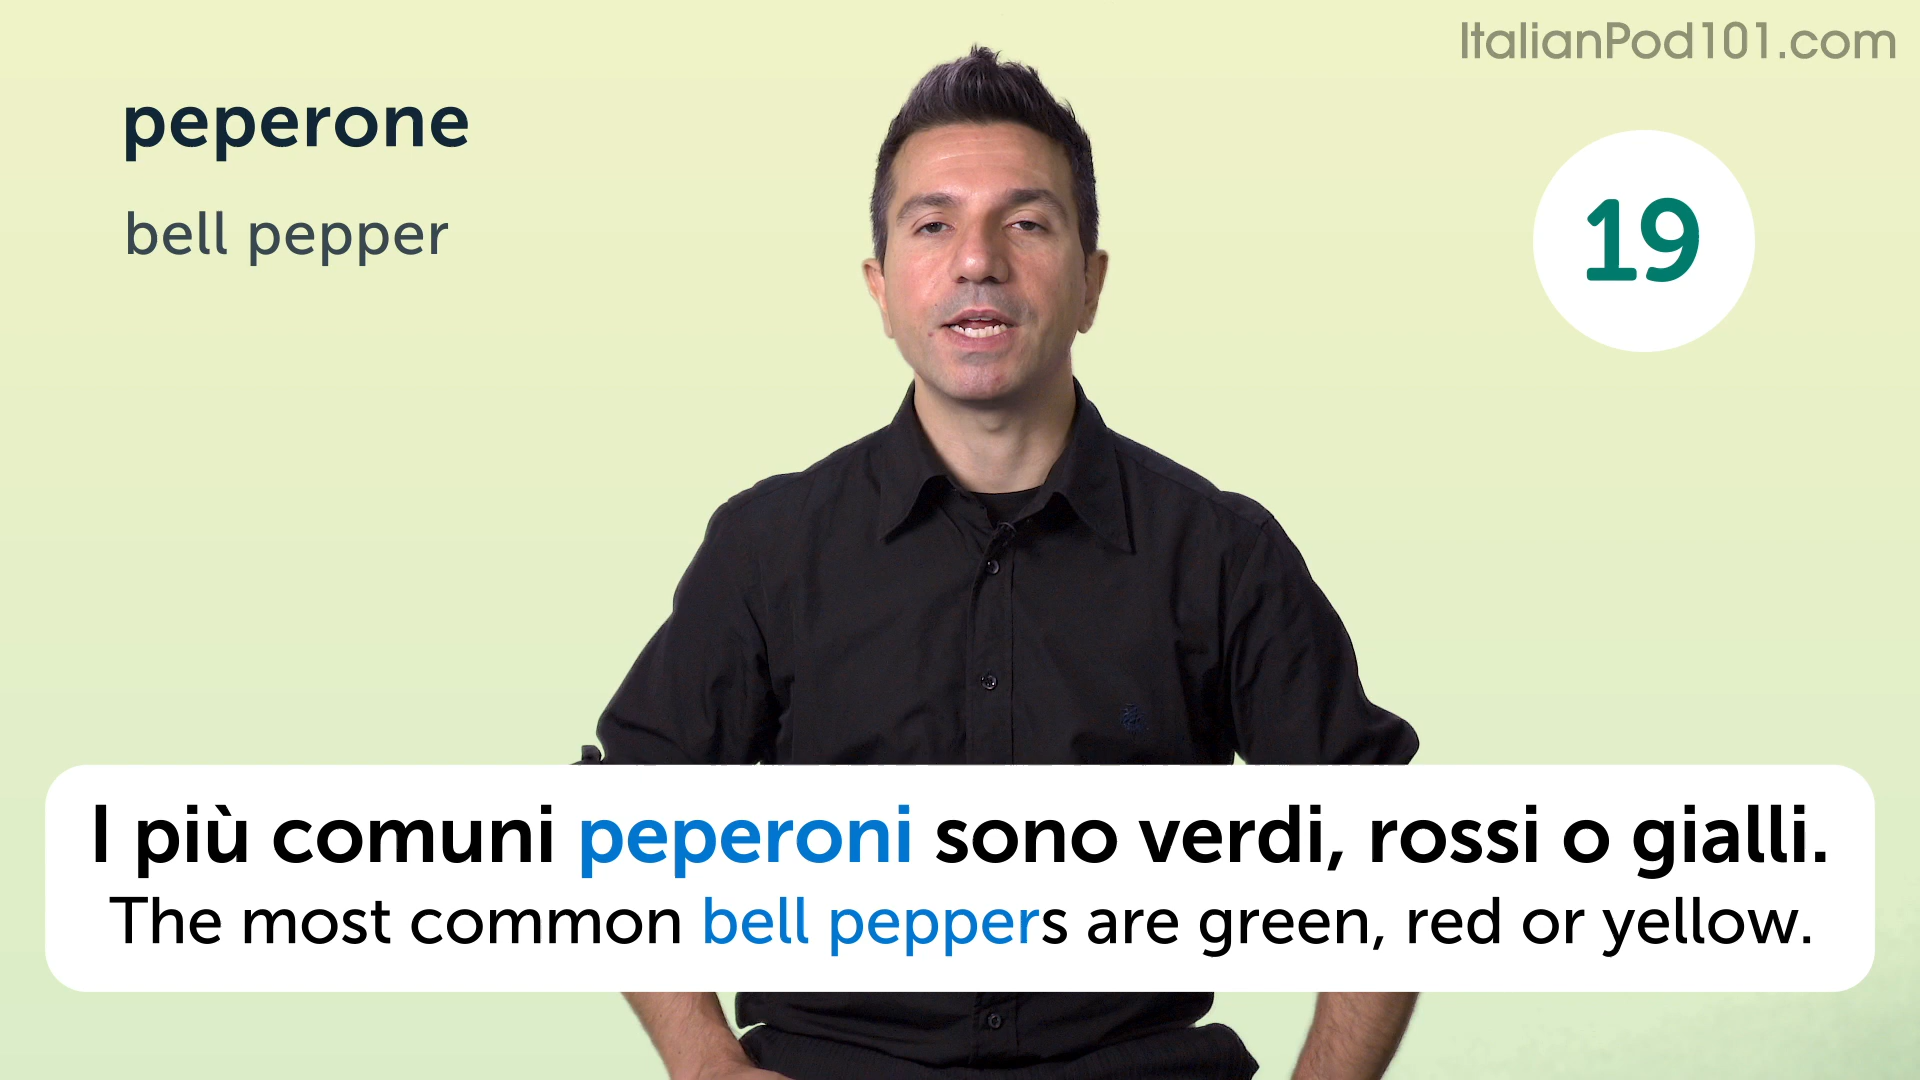 ItalianPod101.com
peperone
bell pepper
19
I più comuni peperoni sono verdi, rossi o gialli.
The most common bell peppers are green, red or yellow.